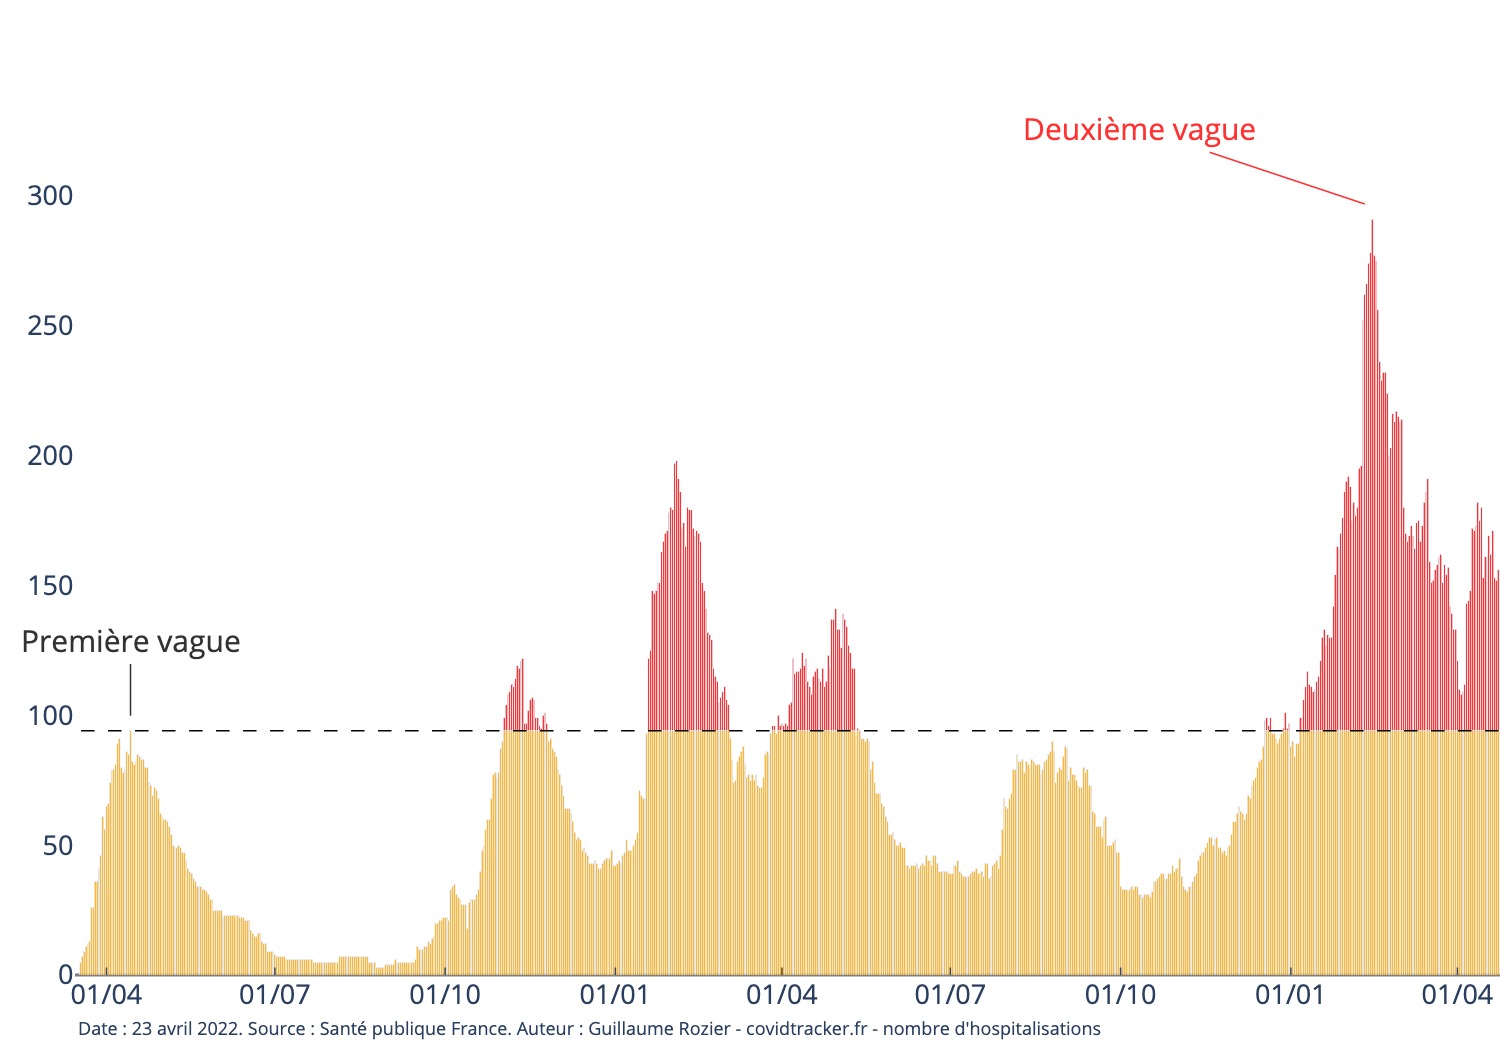 Deuxième vague
300
250
200
150
Première vague
100
50
0
01/04 01/07 01/10 01/01 01/04 01/07 01/10 01/01 01/04
Date : 23 avril 2022. Source : Santé publique France. Auteur : Guillaume Rozier - covidtracker.fr - nombre d'hospitalisations